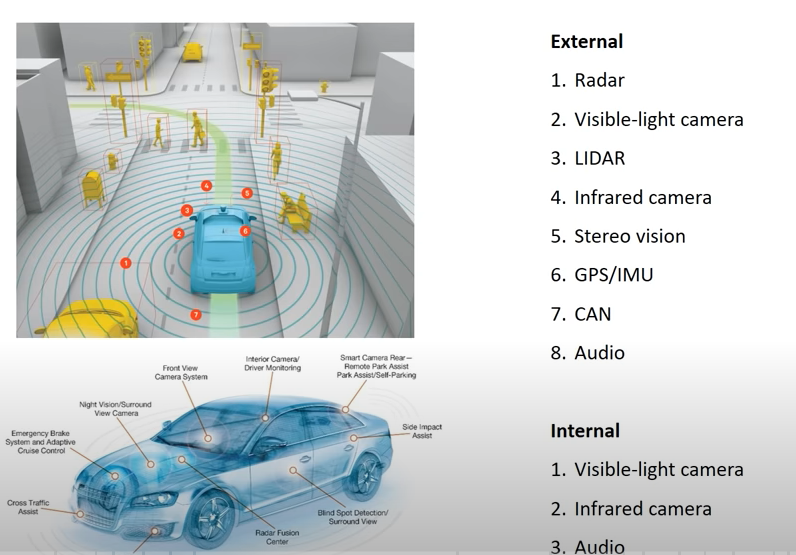 External
1. Radar
2. Visible-light camera
3. LIDAR
4. Infrared camera
5. Stereo vision
6. GPS/IMU
7. CAN
8. Audio
Internal
1. Visible-light camera
2. Infrared camera
3. Audio
4
5
3
2
6
1
7
Front View
Camera System
Interior Camera/
Driver Monitoring
Smart Camera Rear—
Remote Park Assist
Park Assist/Self-Parking
Night Vision/Surround
View Camera
Side Impact
Assist
Emergency Brake
System and Adaptive
Cruise Control
Cross Traffic
Assist
Radar Fusion
Center
Blind Spot Detection/
Surround View